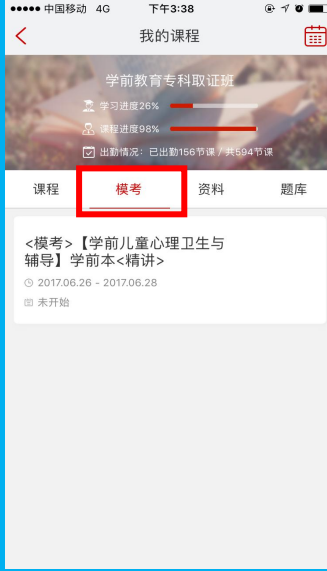 中国移动 4G 下午3:38
我的课程
学前教育专科取证班
学习进度26%
课程进度98%
出勤情况：已出勤156节课 / 共594节课
课程 模考 资料 题库
<模考>【学前儿童心理卫生与
辅导】学前本<精讲>
2017.06.26 - 2017.06.28
未开始